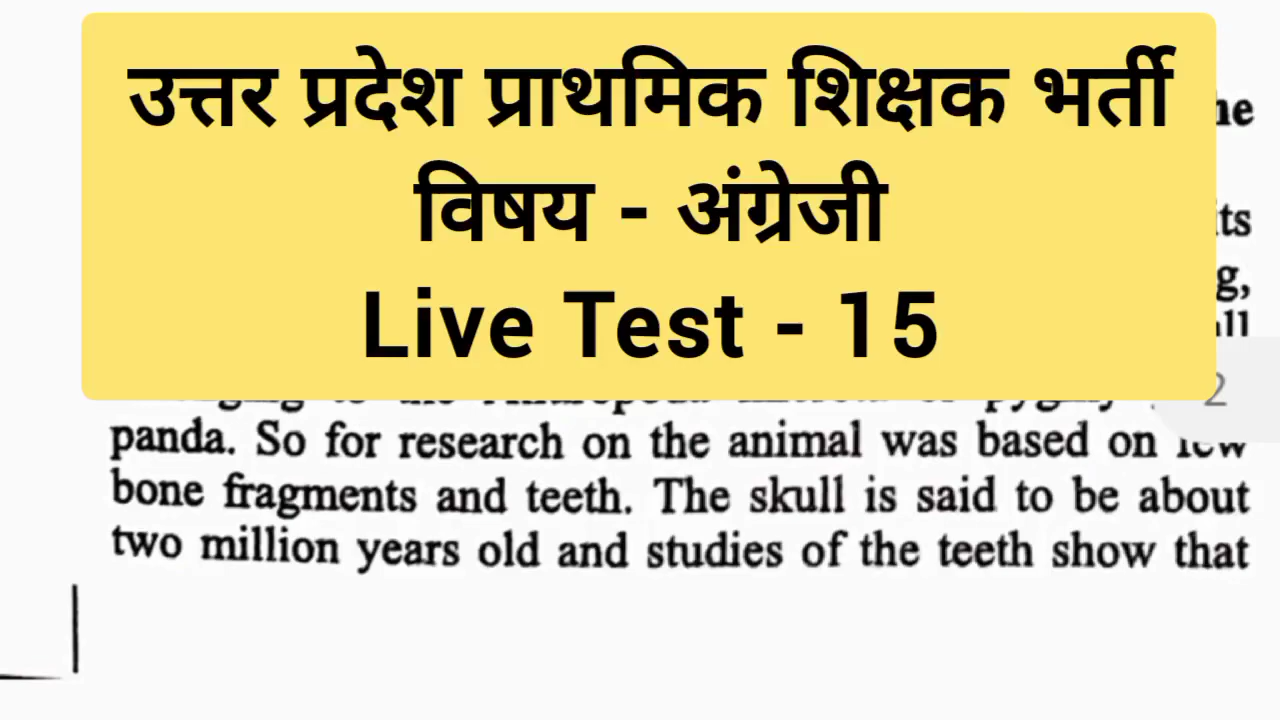 उत्तर प्रदेश प्राथमिक शिक्षक भर्ती
विषय - अंग्रेजी
Live Test - 15
2
panda. So for research on the animal was based on few
bone fragments and teeth. The skull is said to be about
two million years old and studies of the teeth show that